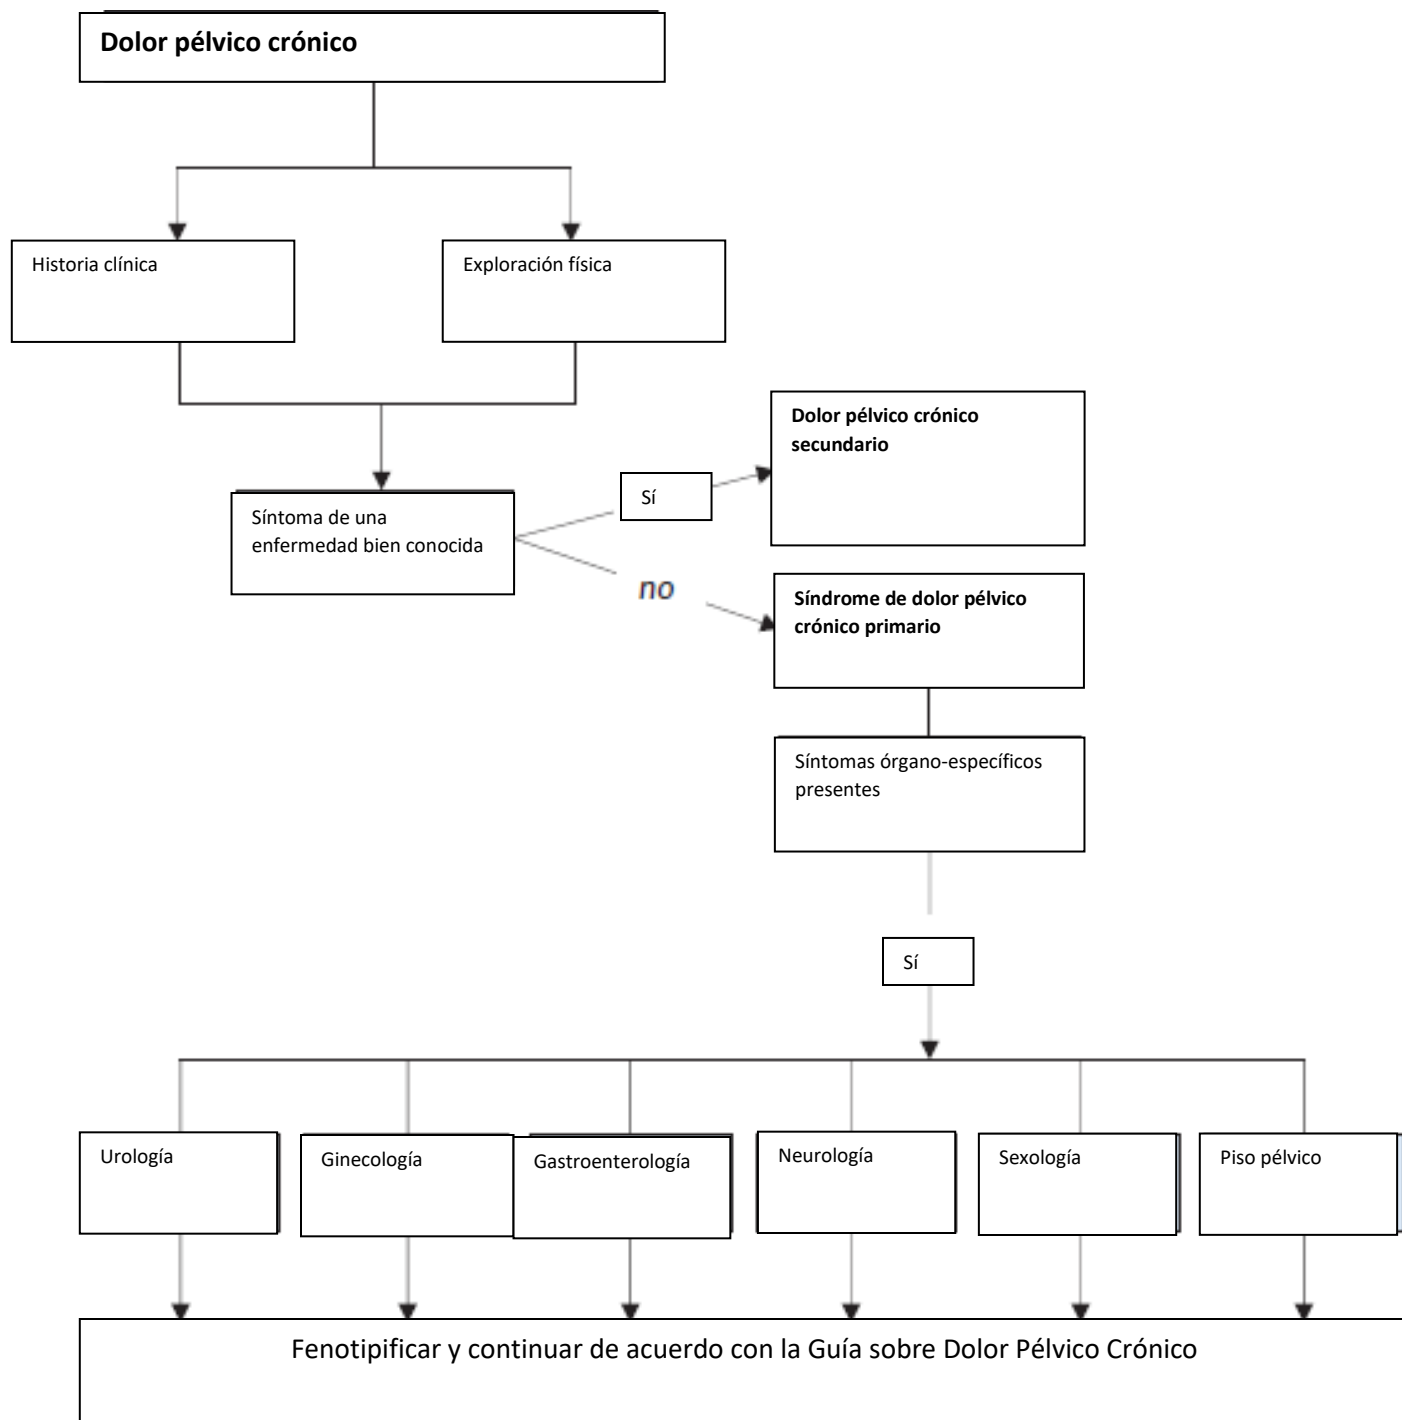 Dolor pélvico crónico
Historia clínica
Exploración física
Dolor pélvico crónico
secundario
Sí
Síntoma de una
enfermedad bien conocida
no
Síndrome de dolor pélvico
crónico primario
Síntomas órgano-específicos
presentes
Sí
Urología
Ginecología
Gastroenterología
Neurología
Sexología
Piso pélvico
Fenotipificar y continuar de acuerdo con la Guía sobre Dolor Pélvico Crónico